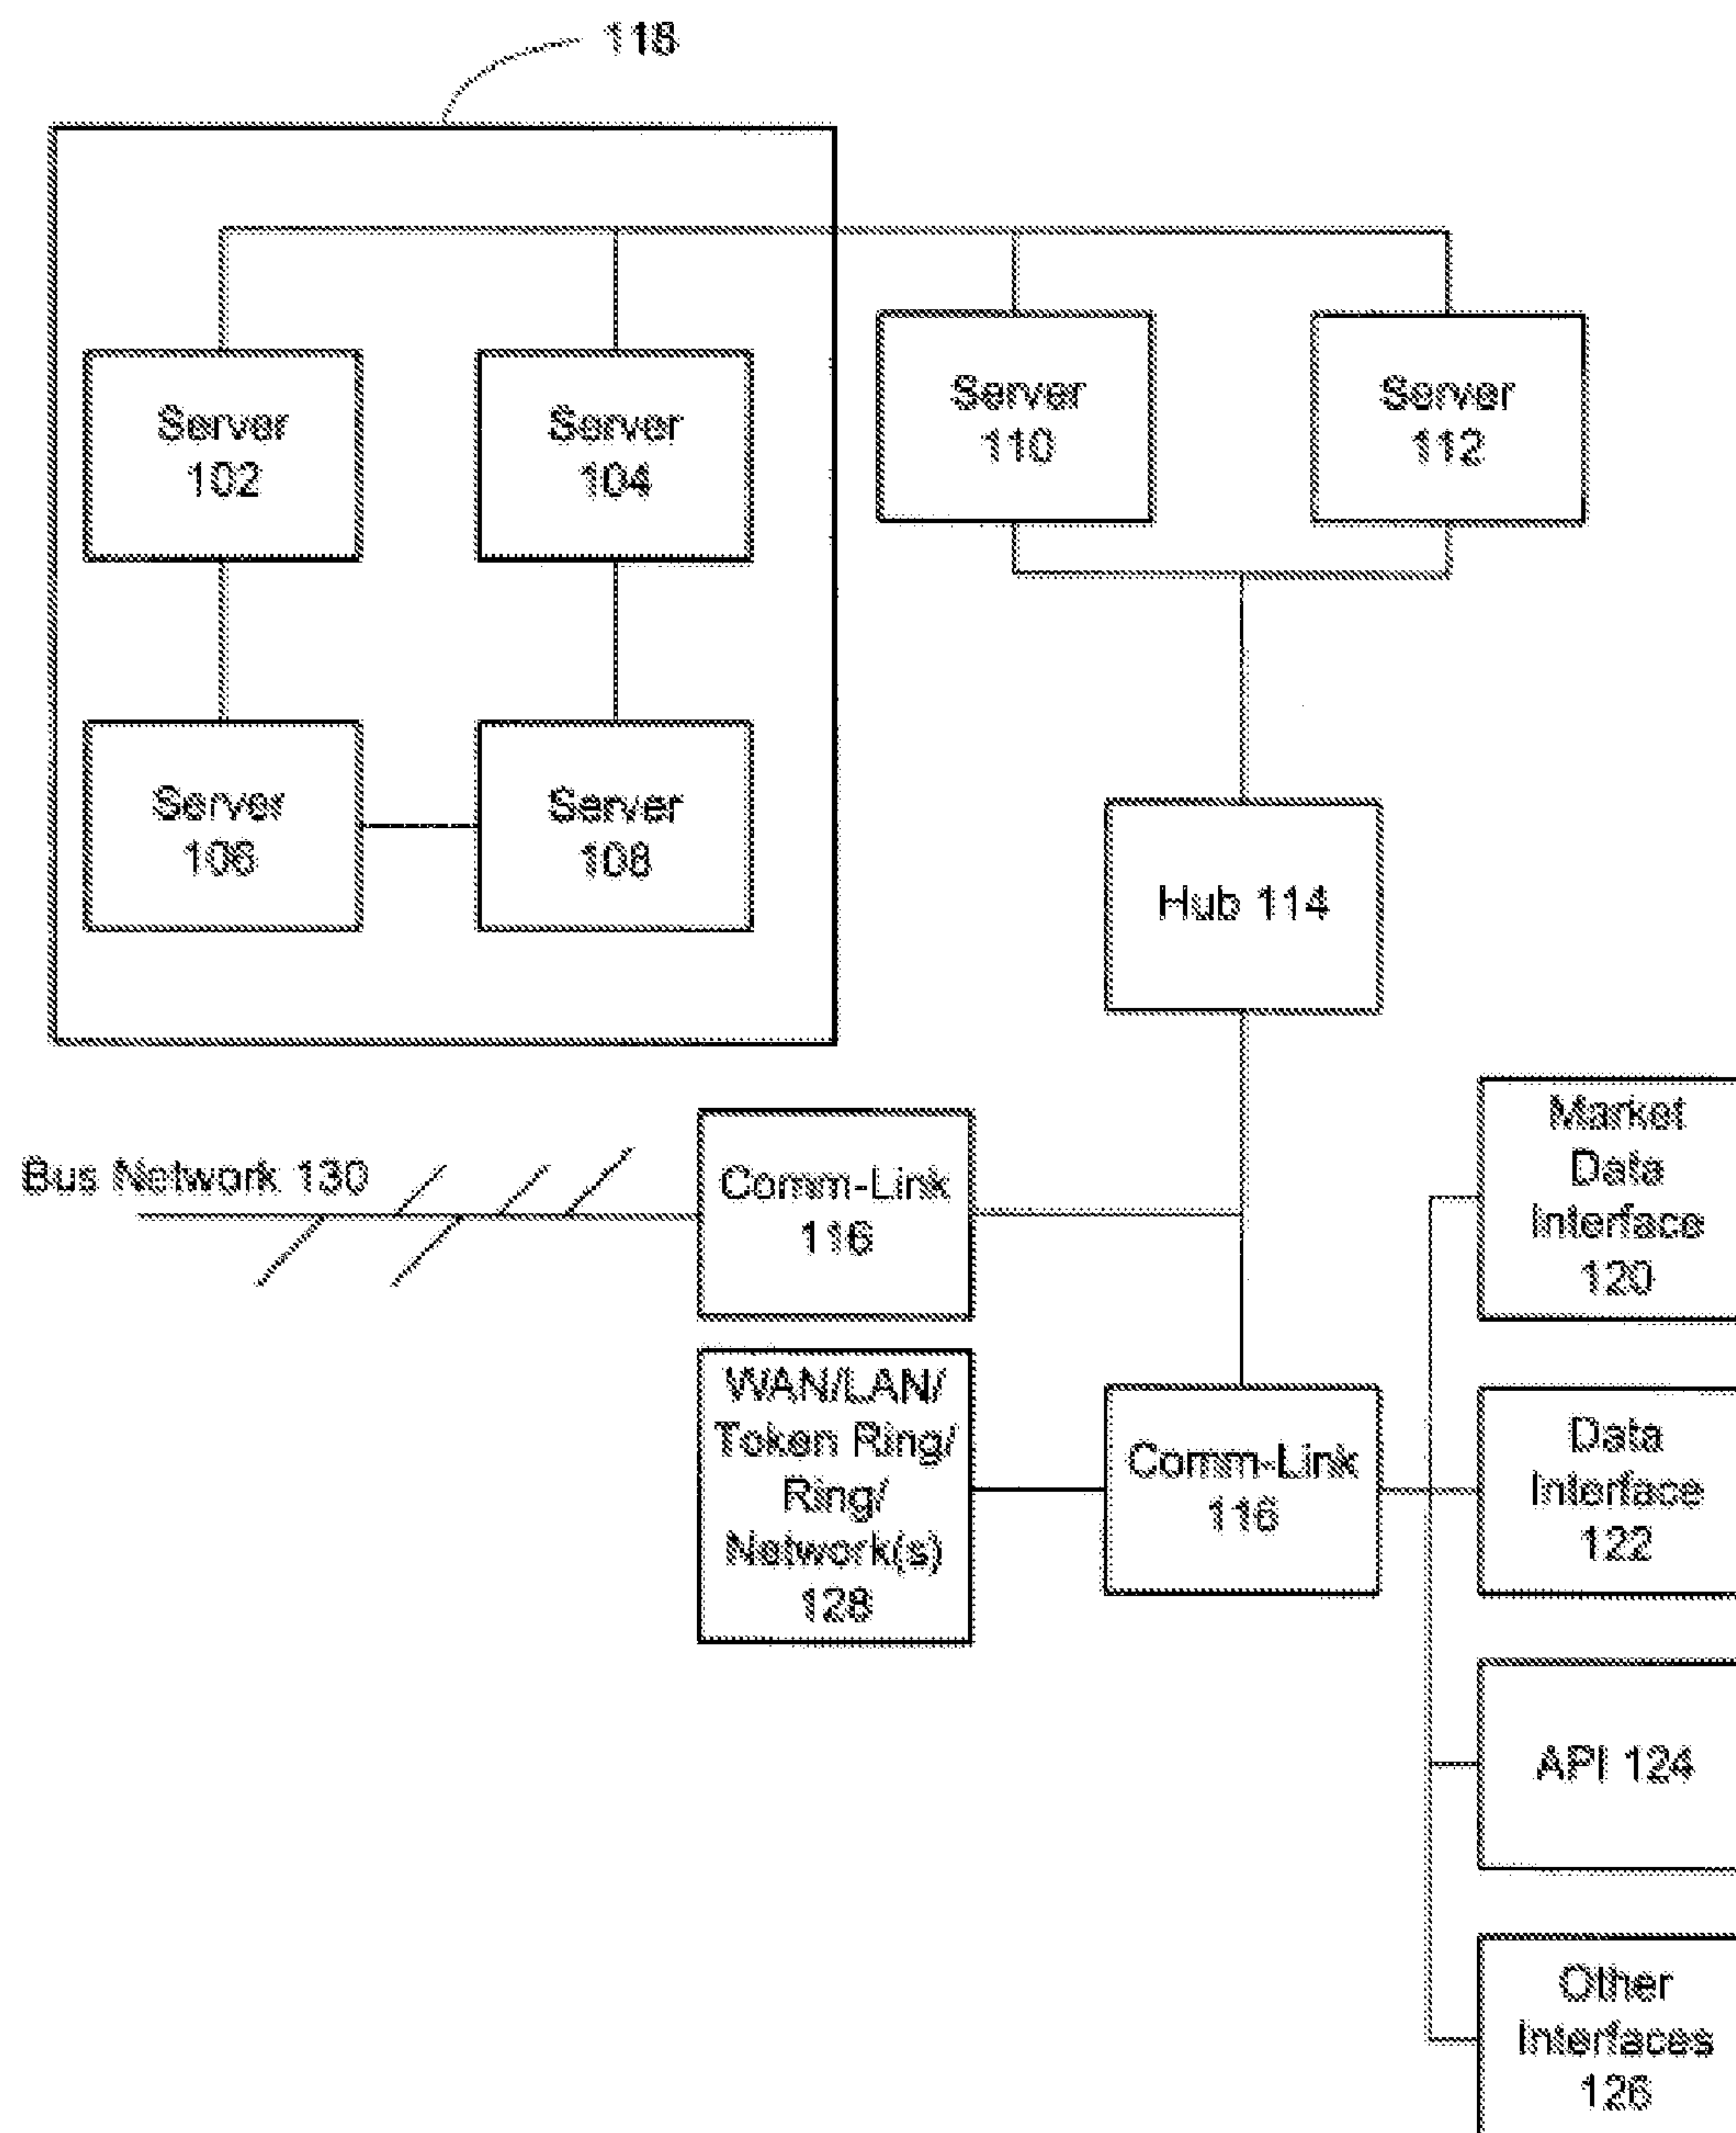 118
Server
102
Server
104
Server
110
Server
112
Server
106
Server
108
Hub 114
Bus Network 130
Comm-Link
116
Market
Data
Interface
120
WAN/LAN/
Token Ring/
Ring/
Network(s)
128
Comm-Link
116
Data
Interface
122
API 124
Other
Interfaces
126